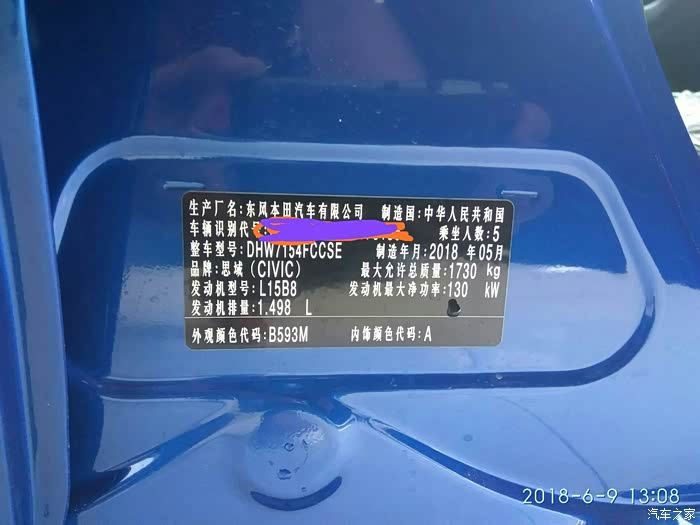 生产厂名:东风本田汽车有限公司 制造国:中华人民共和国
车辆识别代号 乘坐人数:5
整车型号:DHW7154FCCSE 制造年月:2018 年05月
品牌:思域(CIVIC) 最大允许总质量:1730 kg
发动机型号:L15B8 发动机最大净功率:130 kW
发动机排量:1.498 L
外观颜色代码:B593M 内饰颜色代码:A
2018-6-9 13:08
汽车之家